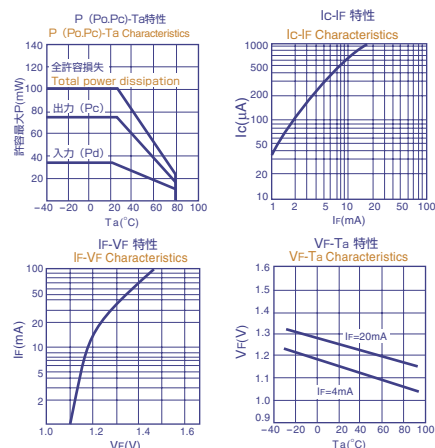 P (Po.Pc)-Ta特性
P (Po.Pc)-Ta Characteristics
140
120
100
80
60
40
20
許容最大P(mW)
全許容損失
Total power dissipation
出力 (Pc)
入力 (Pd)
−40 −20 0 20 40 60 80 100
Ta(°C)
Ic-IF 特性
Ic-IF Characteristics
1000
500
200
100
50
20
10
Ic(μA)
1 2 5 10 20 50 100
IF(mA)
IF-VF 特性
IF-VF Characteristics
100
50
20
10
5
2
1.0
IF(mA)
1.2 1.4 1.6
VF(V)
VF-Ta 特性
VF-Ta Characteristics
1.6
1.5
1.4
1.3
1.2
1.1
1.0
0.9
VF(V)
IF=20mA
IF=4mA
−40 −20 0 20 40 60 80 100
Ta(°C)